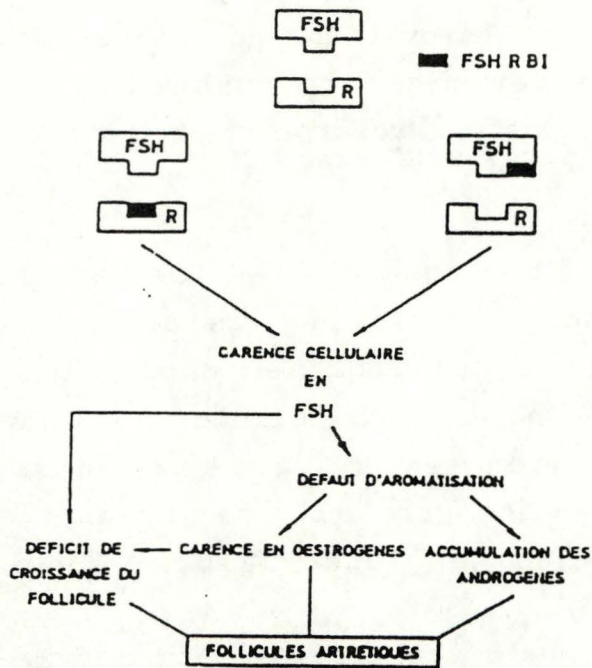 FSH
FSH R BI
R
FSH
FSH
R
R
CARENCE CELLULAIRE
EN
FSH
DEFAUT D'AROMATISATION
DEFICIT DE
CROISSANCE DU
FOLLICULE
CARENCE EN OESTROGENES
ACCUMULATION DES
ANDROGENES
FOLLICULES ARTRETIQUES